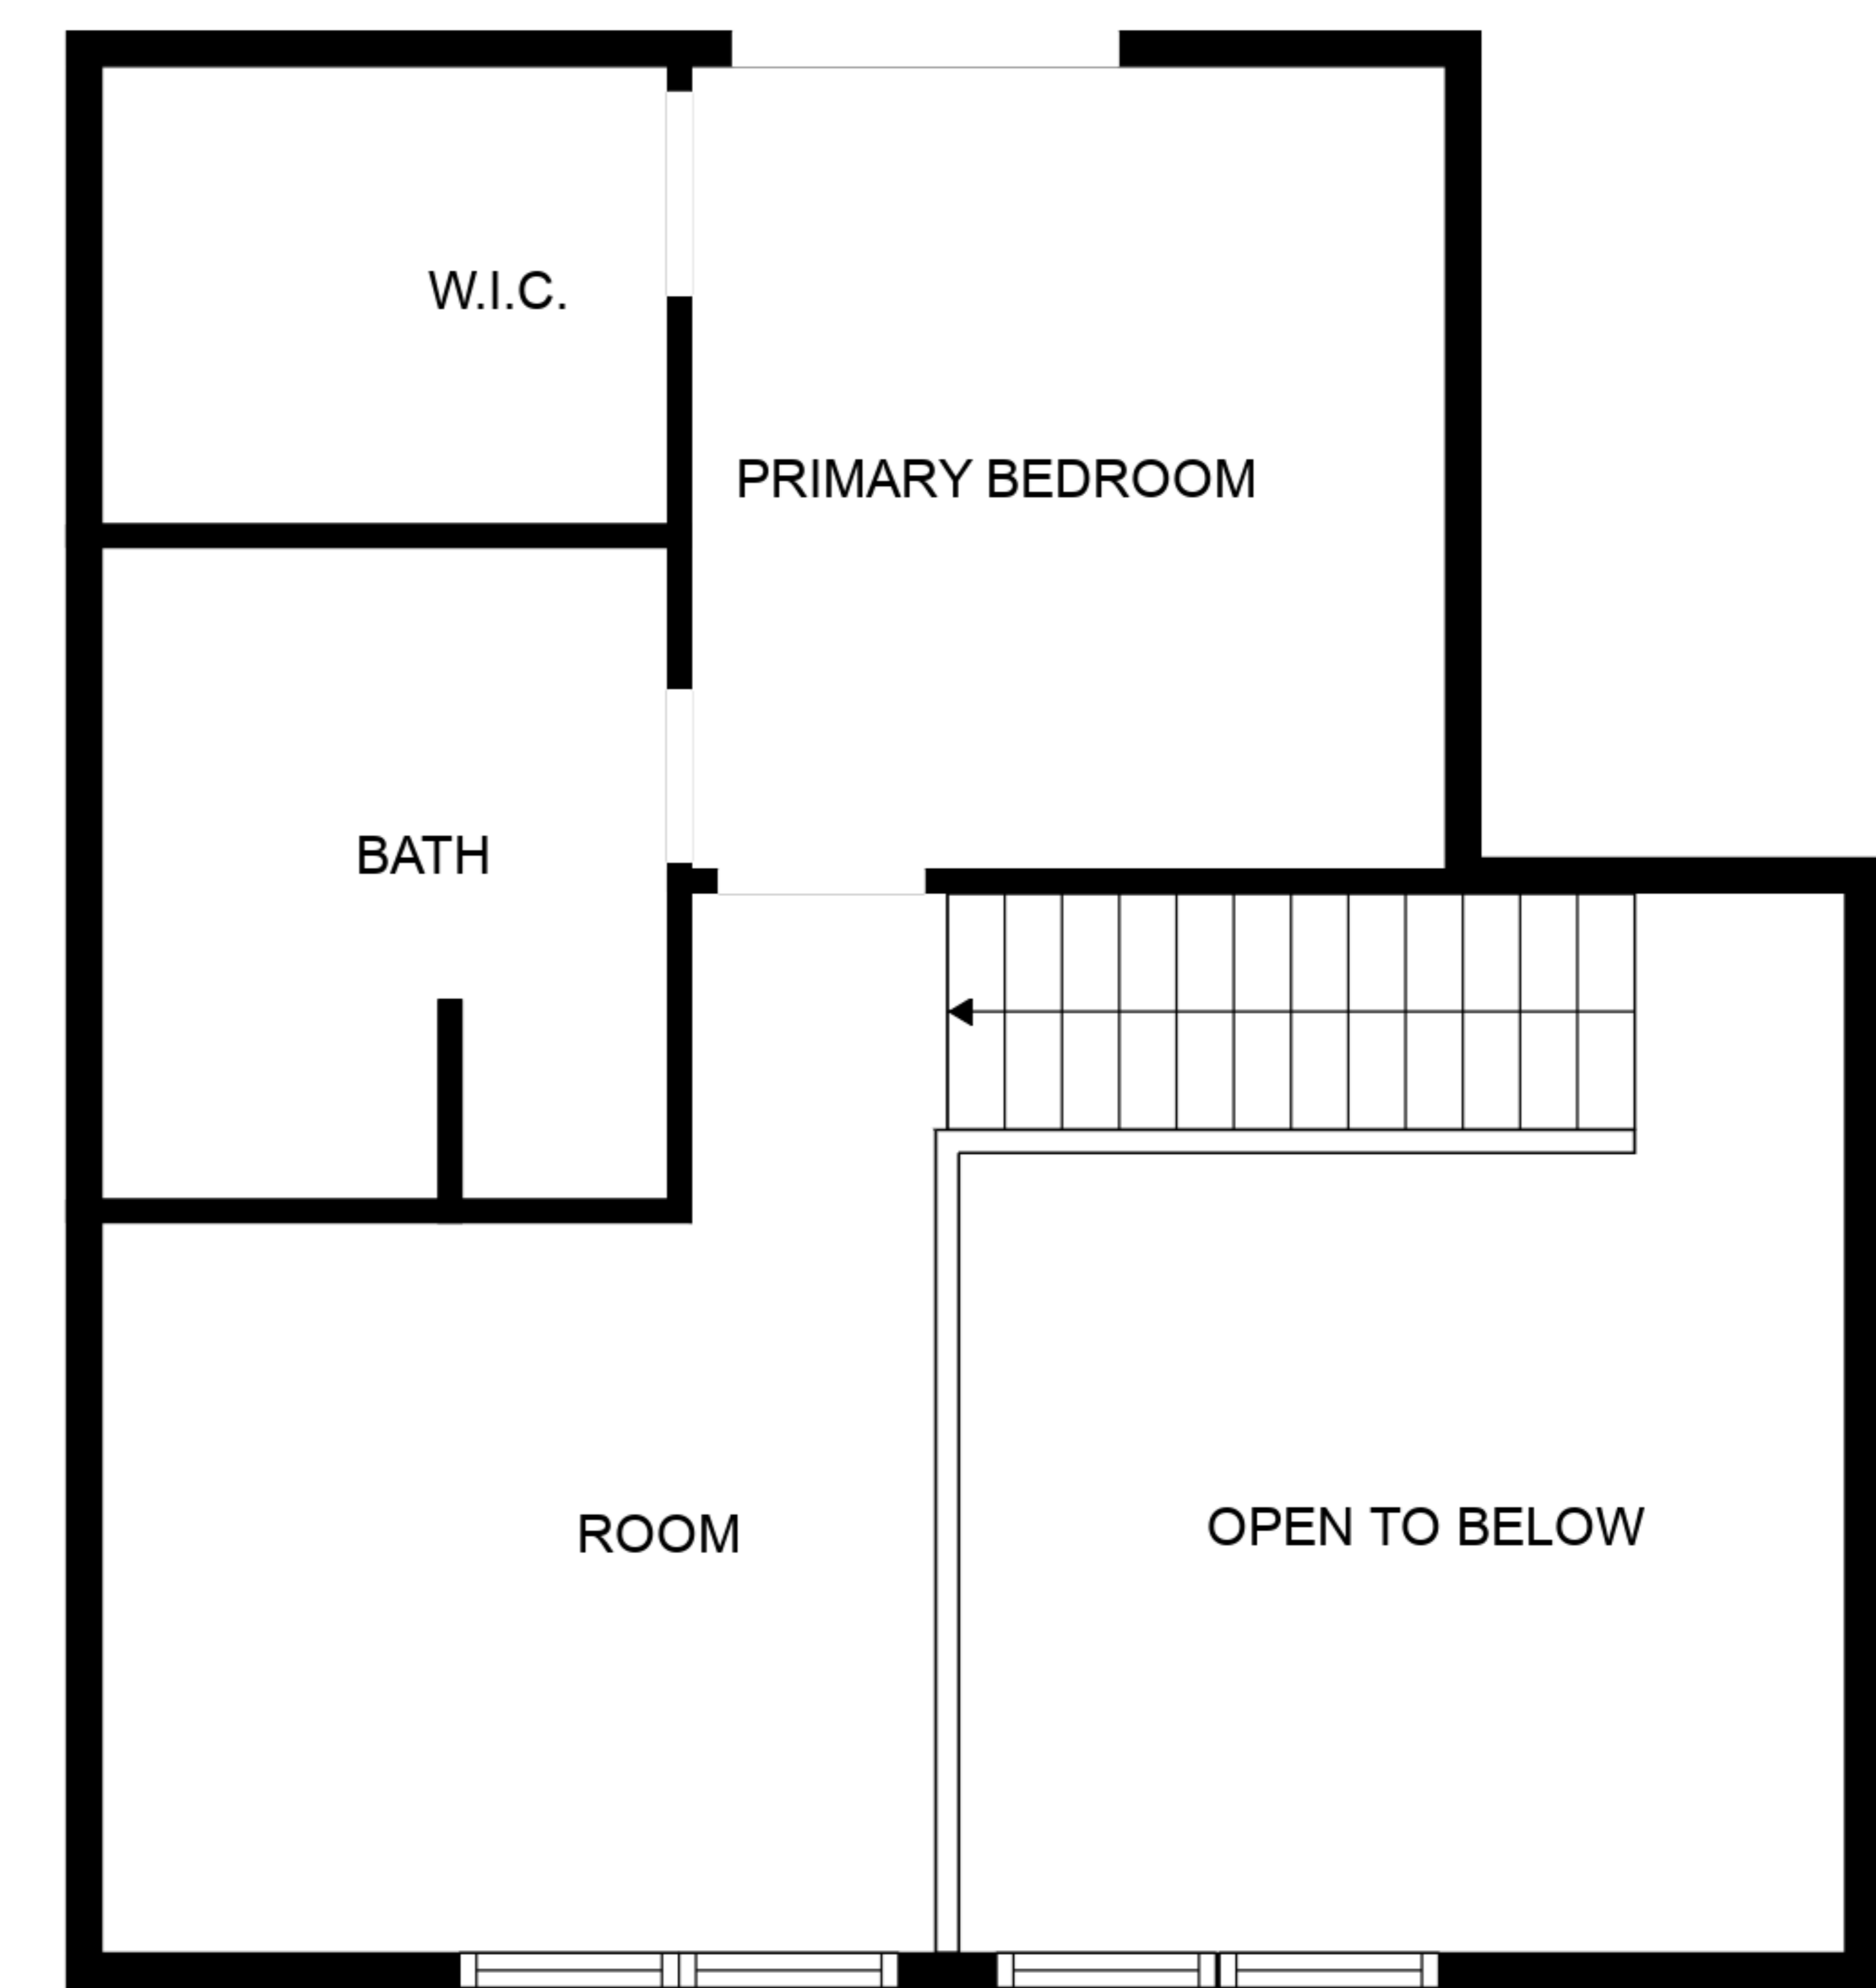 W.I.C.
PRIMARY BEDROOM
BATH
ROOM
OPEN TO BELOW